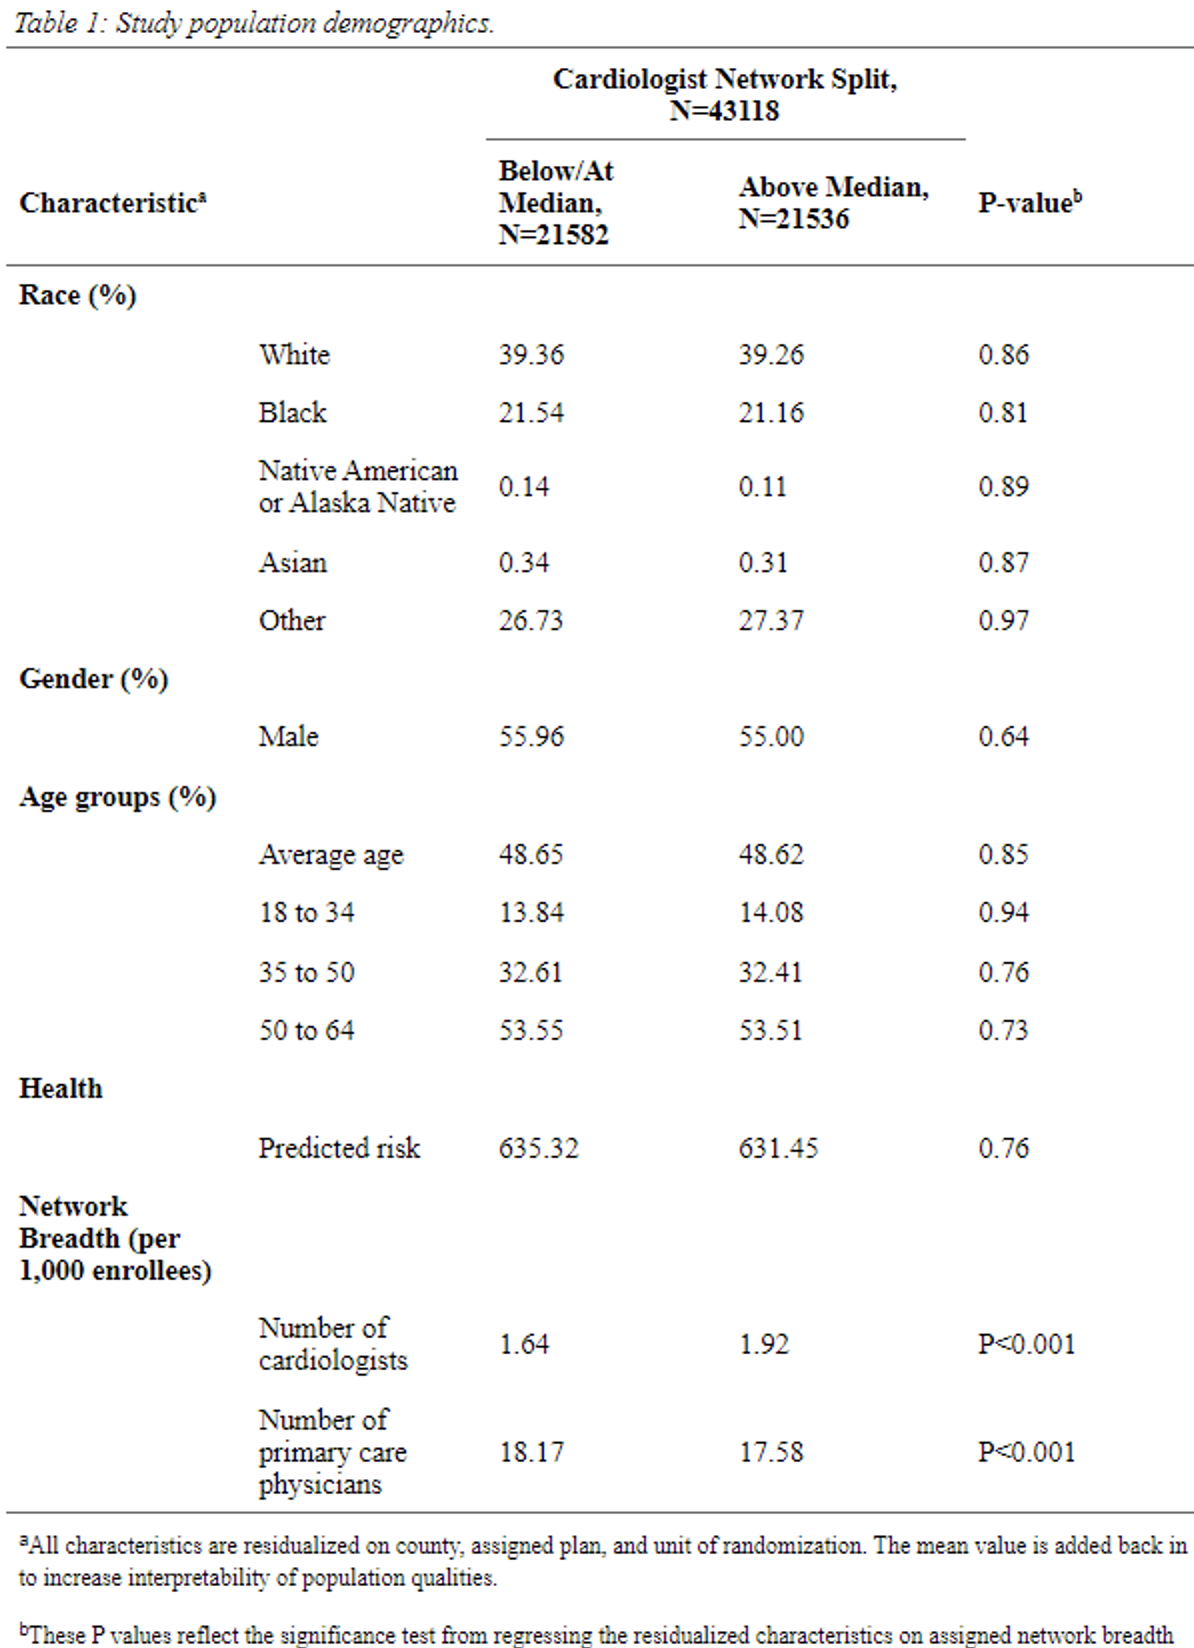 Table 1: Study population demographics.
Cardiologist Network Split,
N=43118
Characteristicᵃ
Below/At
Median,
N=21582
Above Median,
N=21536
P-valueᵇ
Race (%)
White 39.36 39.26 0.86
Black 21.54 21.16 0.81
Native American
or Alaska Native 0.14 0.11 0.89
Asian 0.34 0.31 0.87
Other 26.73 27.37 0.97
Gender (%)
Male 55.96 55.00 0.64
Age groups (%)
Average age 48.65 48.62 0.85
18 to 34 13.84 14.08 0.94
35 to 50 32.61 32.41 0.76
50 to 64 53.55 53.51 0.73
Health
Predicted risk 635.32 631.45 0.76
Network
Breadth (per
1,000 enrollees)
Number of
cardiologists 1.64 1.92 P<0.001
Number of
primary care
physicians 18.17 17.58 P<0.001
ᵃAll characteristics are residualized on county, assigned plan, and unit of randomization. The mean value is added back in
to increase interpretability of population qualities.
ᵇThese P values reflect the significance test from regressing the residualized characteristics on assigned network breadth